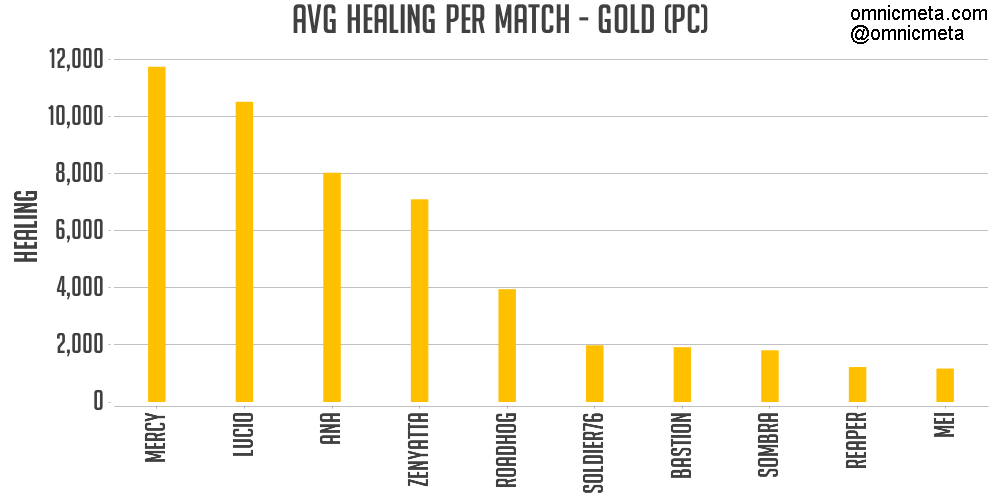 AVG HEALING PER MATCH - GOLD (PC)
omnicmeta.com
@omnicmeta
HEALING
12,000
10,000
8,000
6,000
4,000
2,000
0
MERCY
LUCIO
ANA
ZENYATTA
ROADHOG
SOLDIER76
BASTION
SOMBRA
REAPER
MEI